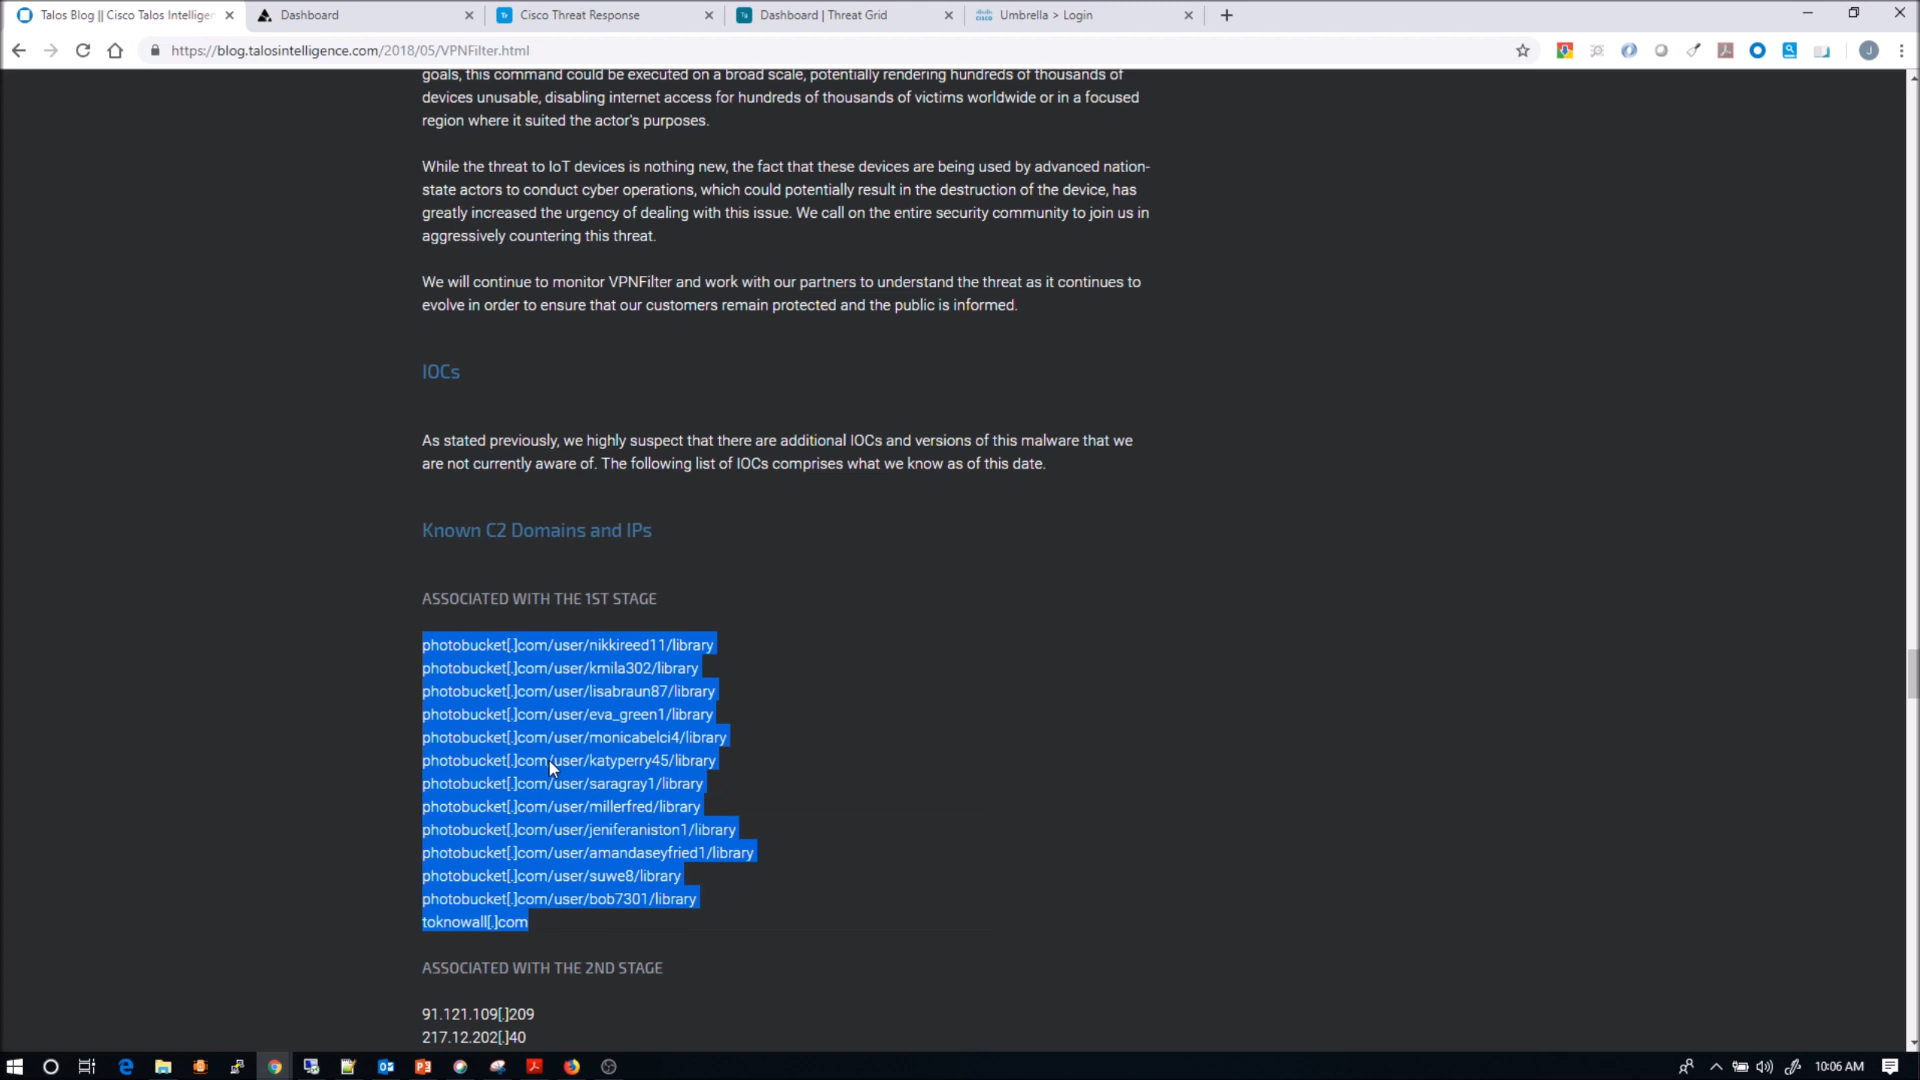 Talos Blog || Cisco Talos Intelligen
Dashboard
Cisco Threat Response
Dashboard | Threat Grid
Umbrella > Login
https://blog.talosintelligence.com/2018/05/VPNFilter.html
J
goals, this command could be executed on a broad scale, potentially rendering hundreds of thousands of
devices unusable, disabling internet access for hundreds of thousands of victims worldwide or in a focused
region where it suited the actor's purposes.
While the threat to IoT devices is nothing new, the fact that these devices are being used by advanced nation-
state actors to conduct cyber operations, which could potentially result in the destruction of the device, has
greatly increased the urgency of dealing with this issue. We call on the entire security community to join us in
aggressively countering this threat.
We will continue to monitor VPNFilter and work with our partners to understand the threat as it continues to
evolve in order to ensure that our customers remain protected and the public is informed.
IOCs
As stated previously, we highly suspect that there are additional IOCs and versions of this malware that we
are not currently aware of. The following list of IOCs comprises what we know as of this date.
Known C2 Domains and IPs
ASSOCIATED WITH THE 1ST STAGE
photobucket[.]com/user/nikkireed11/library
photobucket[.]com/user/kmila302/library
photobucket[.]com/user/lisabraun87/library
photobucket[.]com/user/eva_green1/library
photobucket[.]com/user/monicabelci4/library
photobucket[.]com/user/katyperry45/library
photobucket[.]com/user/saragray1/library
photobucket[.]com/user/millerfred/library
photobucket[.]com/user/jeniferaniston1/library
photobucket[.]com/user/amandaseyfried1/library
photobucket[.]com/user/suwe8/library
photobucket[.]com/user/bob7301/library
toknowall[.]com
ASSOCIATED WITH THE 2ND STAGE
91.121.109[.]209
217.12.202[.]40
10:06 AM